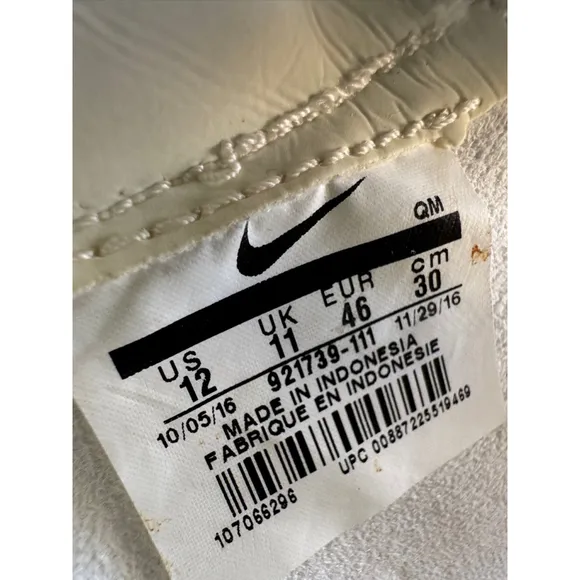 QM
US UK EUR cm
12 11 46 30
10/05/16 921739-111 11/29/16
MADE IN INDONESIA
FABRIQUE EN INDONESIE
107066296 UPC 00887225519469